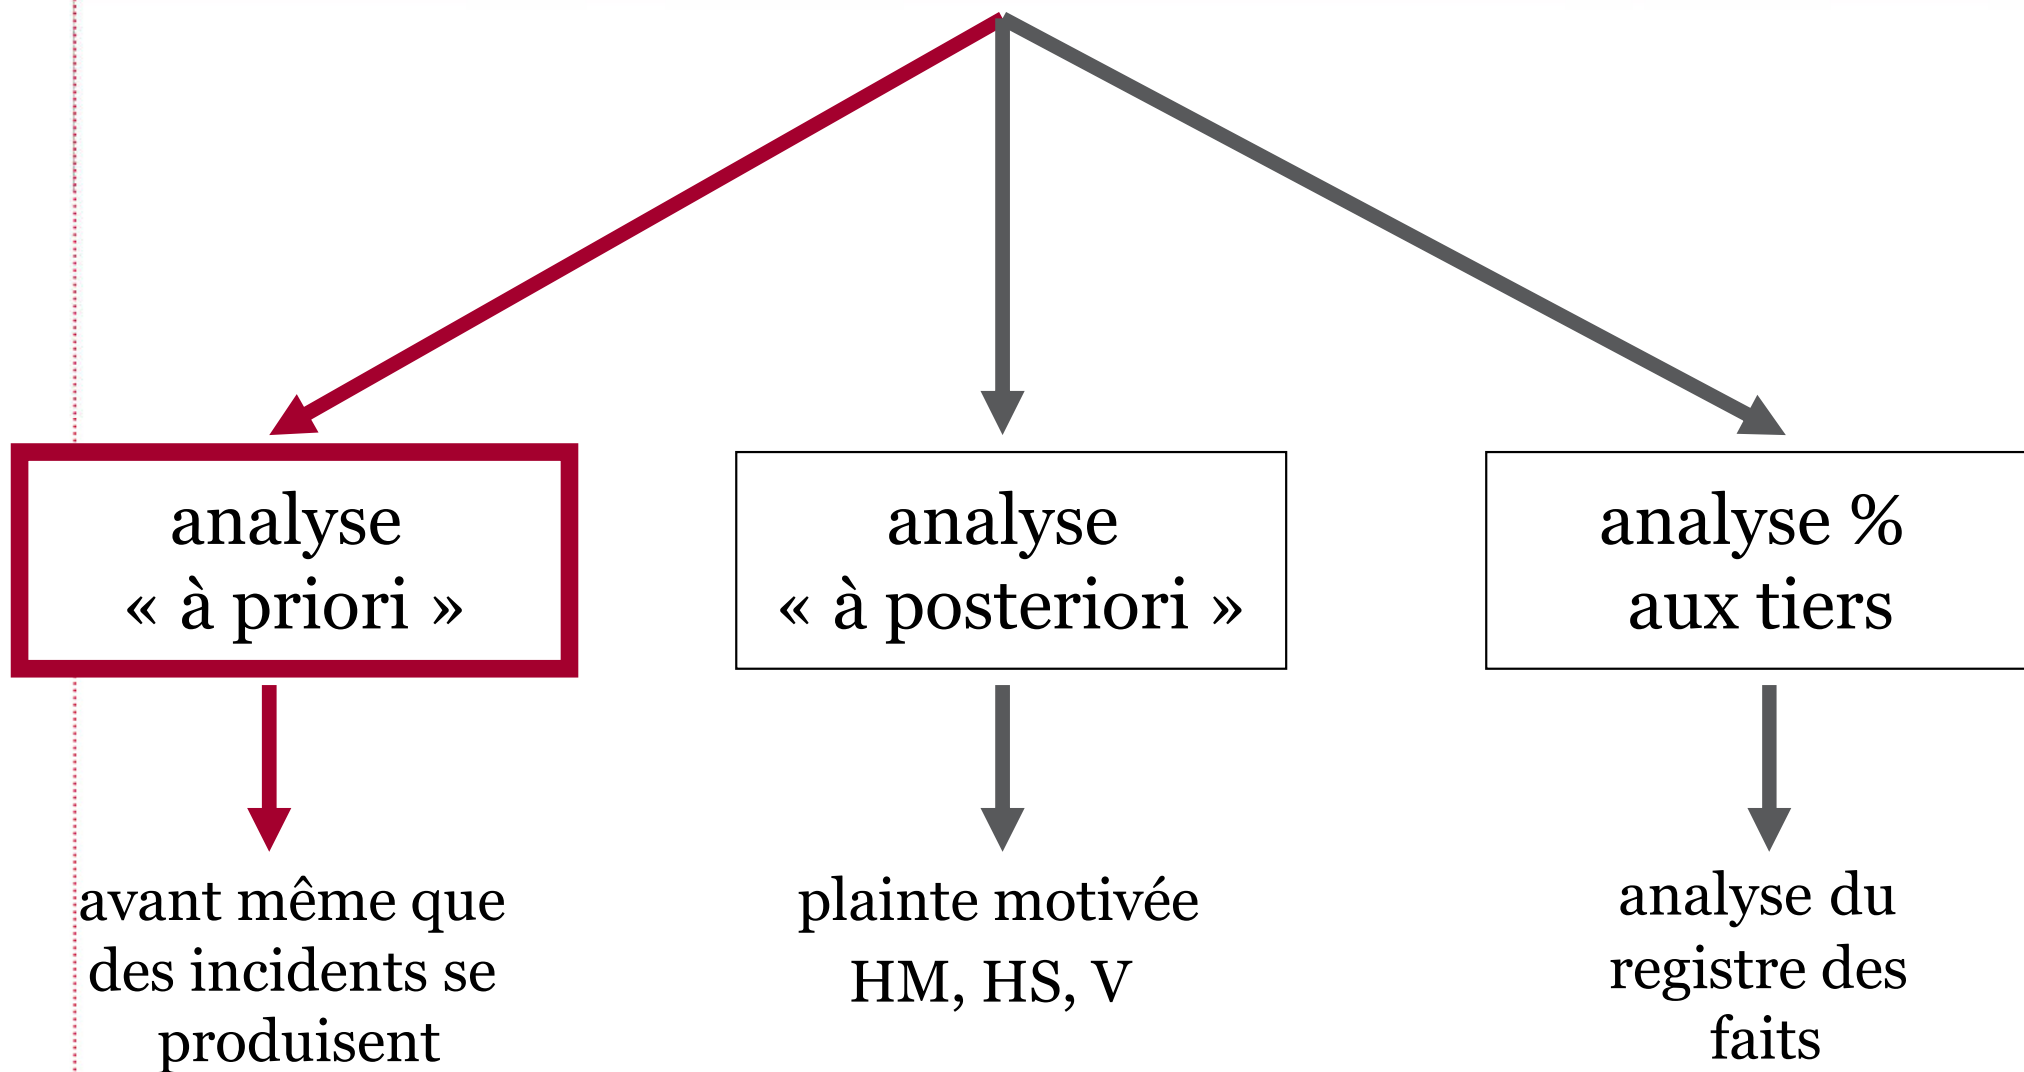 analyse
« à priori »
analyse
« à posteriori »
analyse %
aux tiers
avant même que
des incidents se
produisent
plainte motivée
HM, HS, V
analyse du
registre des
faits